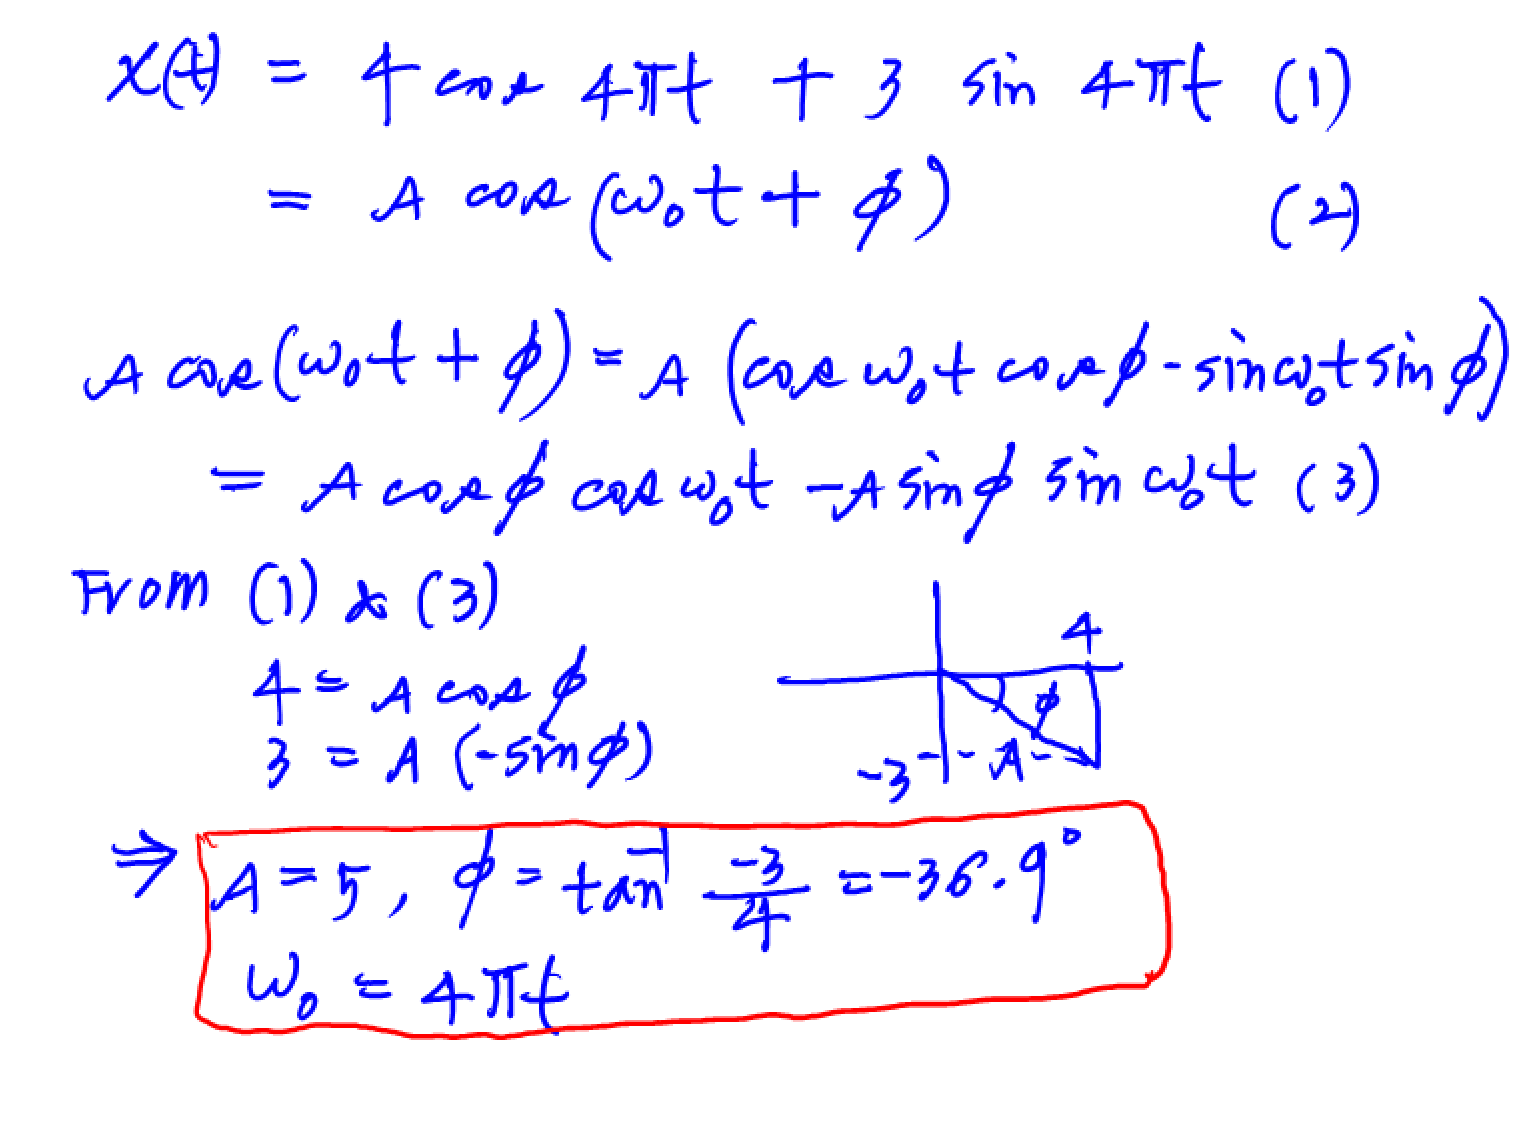 x(t) = 4 cos 4πt + 3 sin 4πt (1)
= A cos (ω₀t + φ) (2)
A cos(ω₀t + φ) = A (cos ω₀t cos φ - sin ω₀t sin φ)
= A cos φ cos ω₀t - A sin φ sin ω₀t (3)
From (1) & (3)
4 = A cos φ
3 = A (-sin φ)
4
φ
-3
A
⇒ A = 5, φ = tan⁻¹ -3/4 = -36.9°
ω₀ = 4πt